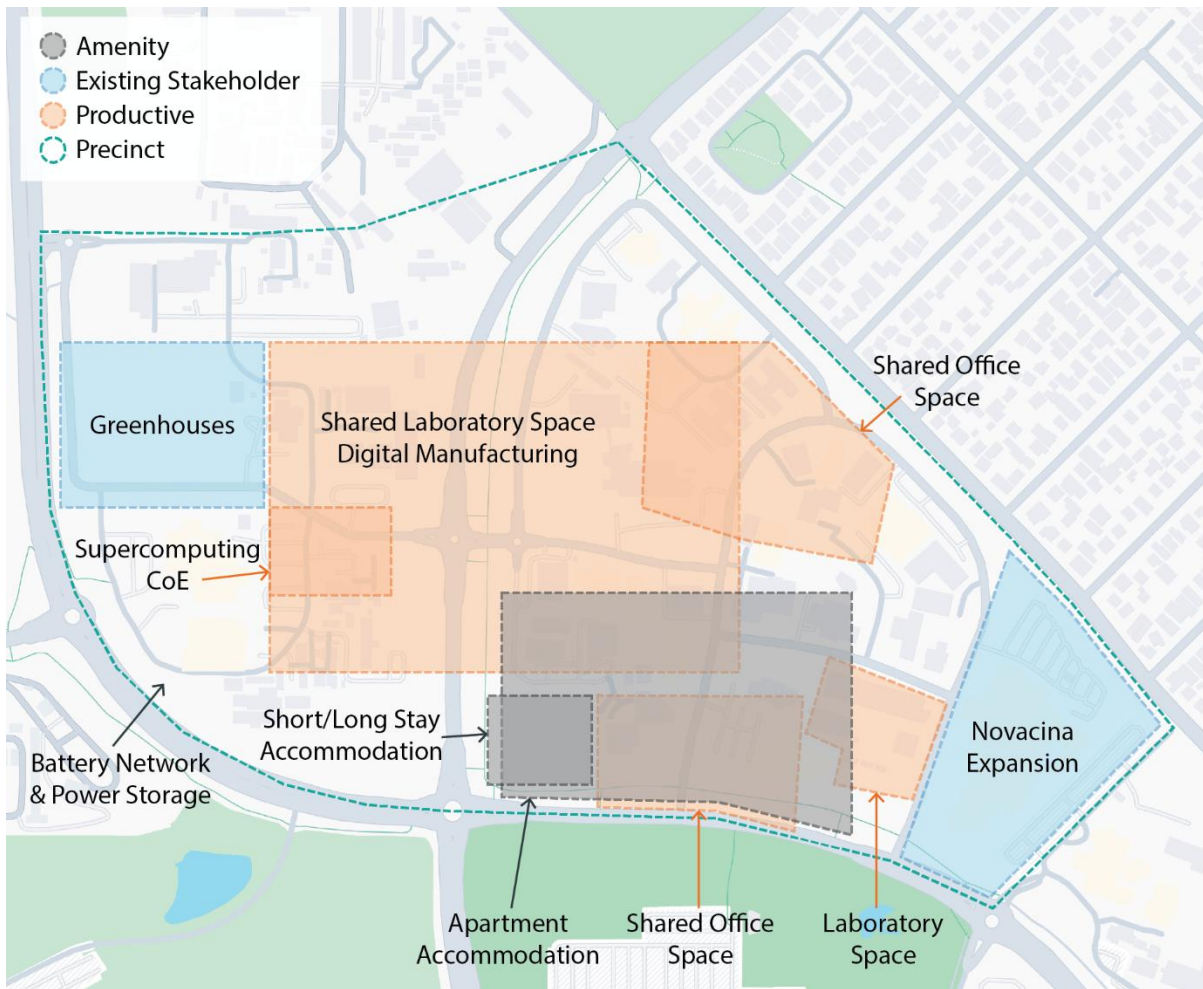 Amenity
Existing Stakeholder
Productive
Precinct
Shared Office
Space
Greenhouses
Shared Laboratory Space
Digital Manufacturing
Supercomputing
CoE
Short/Long Stay
Accommodation
Battery Network
& Power Storage
Novacina
Expansion
Apartment
Accommodation
Shared Office
Space
Laboratory
Space